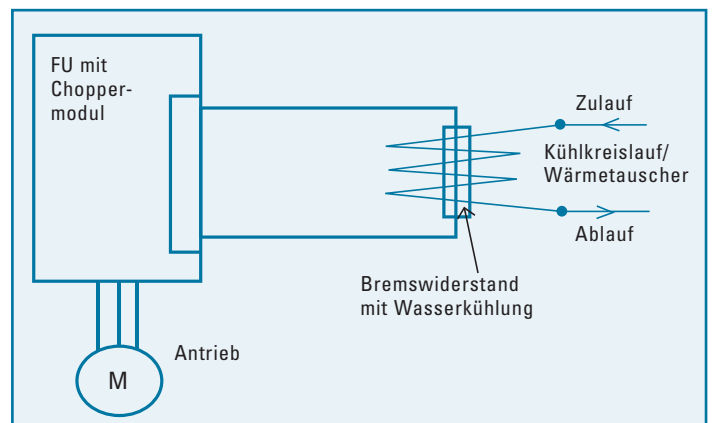 FU mit
Chopper-
modul
Zulauf
Kühlkreislauf/
Wärmetauscher
Ablauf
Bremswiderstand
mit Wasserkühlung
Antrieb
M